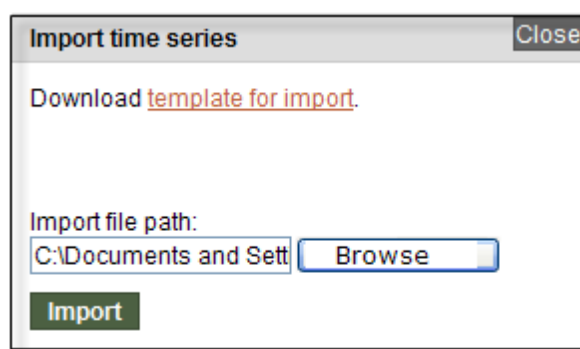 Import time series
Close
Download template for import.
Import file path:
C:\Documents and Sett
Browse
Import